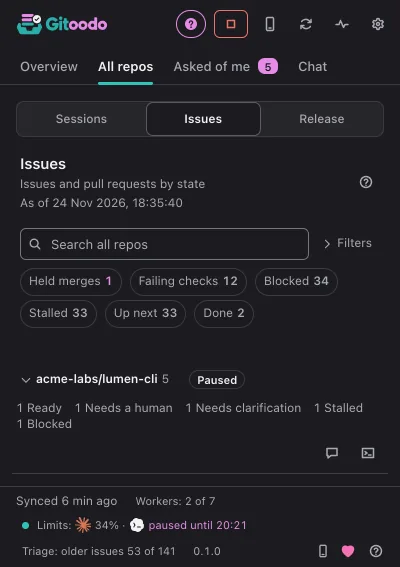 Gitoodo
Overview All repos Asked of me 5 Chat
Sessions Issues Release
Issues
Issues and pull requests by state
As of 24 Nov 2026, 18:35:40
Search all repos Filters
Held merges 1 Failing checks 12 Blocked 34
Stalled 33 Up next 33 Done 2
acme-labs/lumen-cli 5 Paused
1 Ready 1 Needs a human 1 Needs clarification 1 Stalled
1 Blocked
Synced 6 min ago Workers: 2 of 7
Limits: 34% · paused until 20:21
Triage: older issues 53 of 141 0.1.0